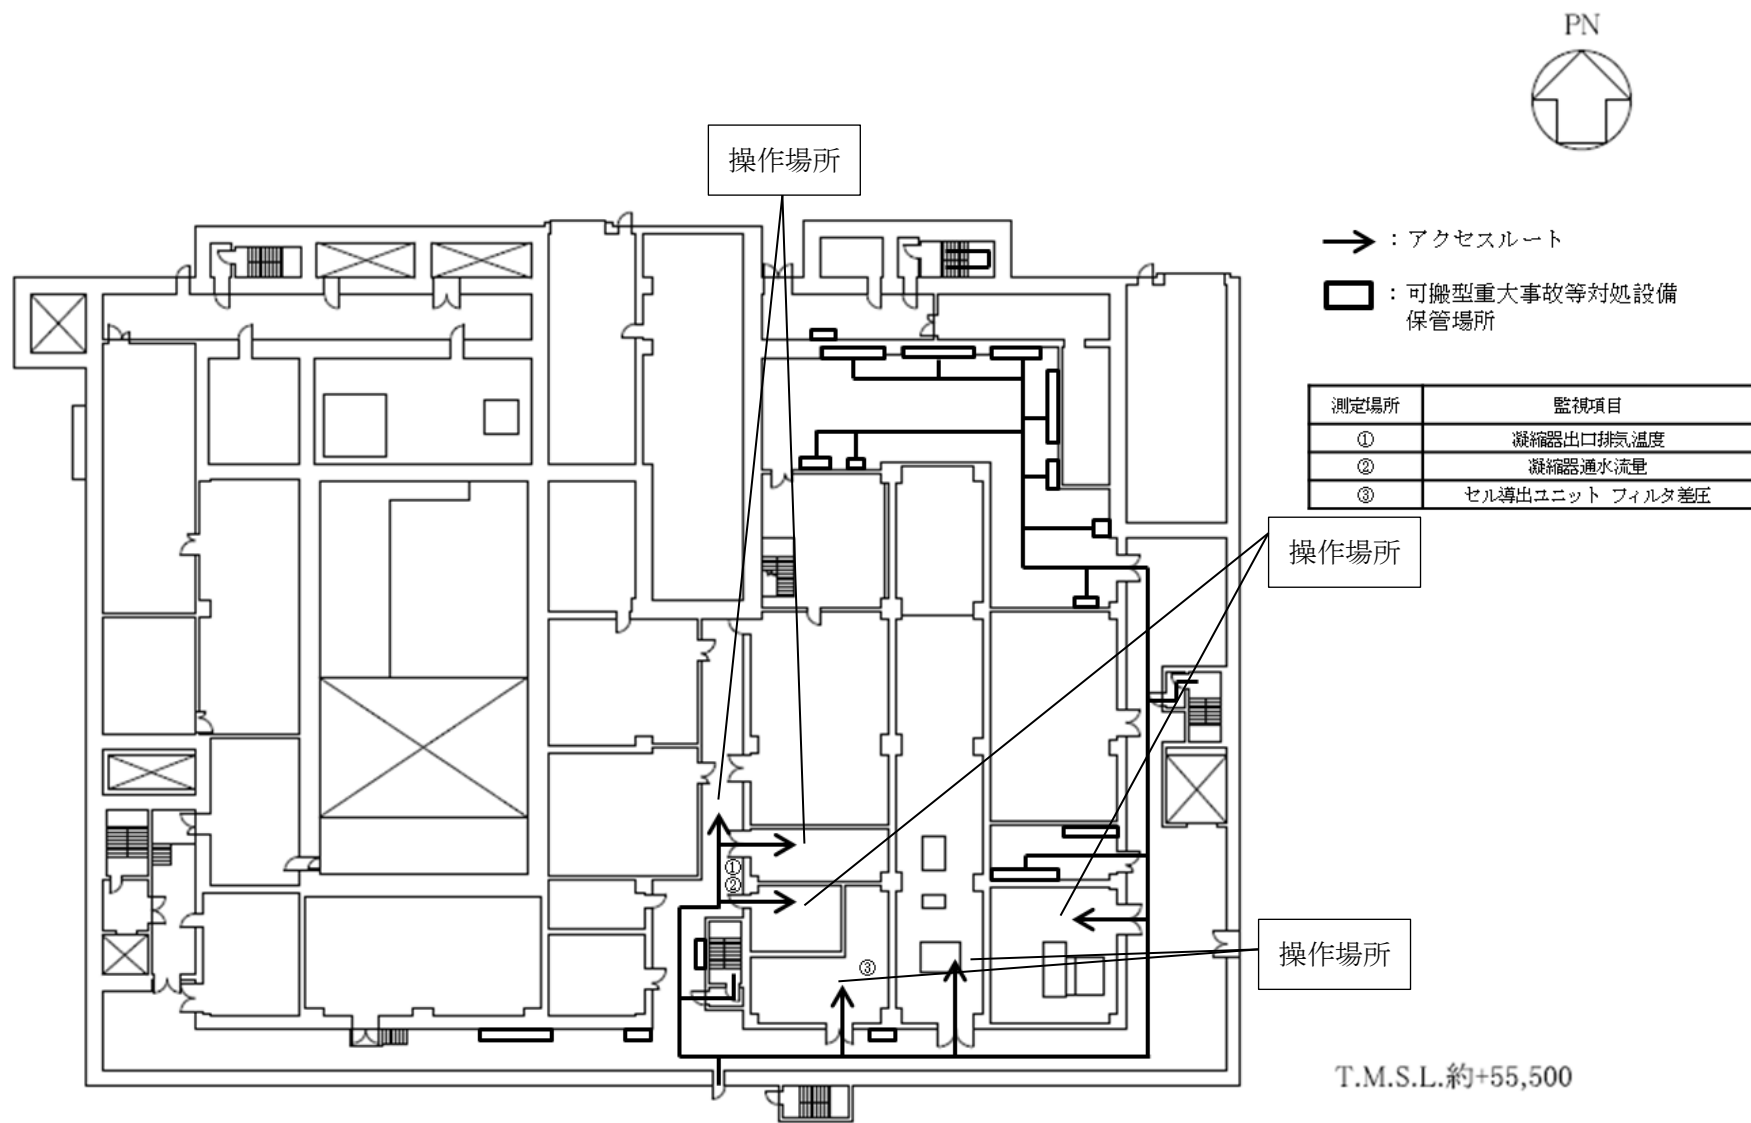 PN
操作場所
：アクセスルート
：可搬型重大事故等対処設備
保管場所
測定場所 監視項目
① 凝縮器出口排気温度
② 凝縮器通水流量
③ セル導出ユニット フィルタ差圧
操作場所
①
②
③
操作場所
T.M.S.L.約+55,500